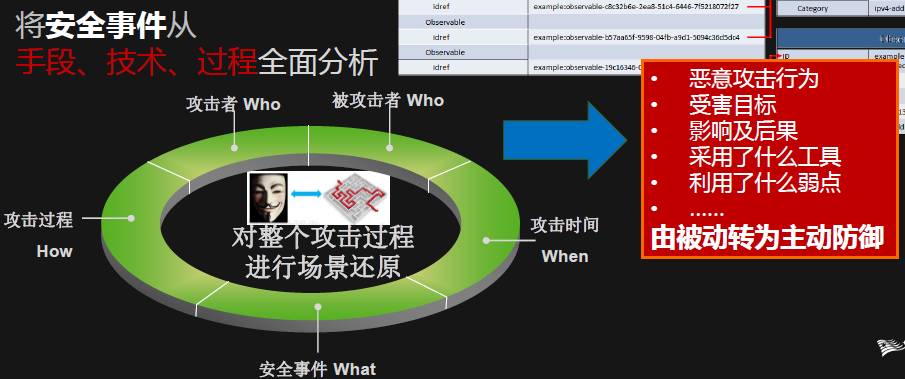 将安全事件从
手段、技术、过程全面分析
Idref example:observable-c8c32b6e-2ea8-51c4-6446-7f5218072f27
Observable
Idref example:observable-b57aa65f-9598-04fb-a9d1-5094c36d5dc4
Observable
Idref example:observable-19c16346-
Category ipv4-add
ID example
攻击者 Who
被攻击者 Who
攻击过程
How
攻击时间
When
安全事件 What
对整个攻击过程
进行场景还原
• 恶意攻击行为
• 受害目标
• 影响及后果
• 采用了什么工具
• 利用了什么弱点
• ......
由被动转为主动防御